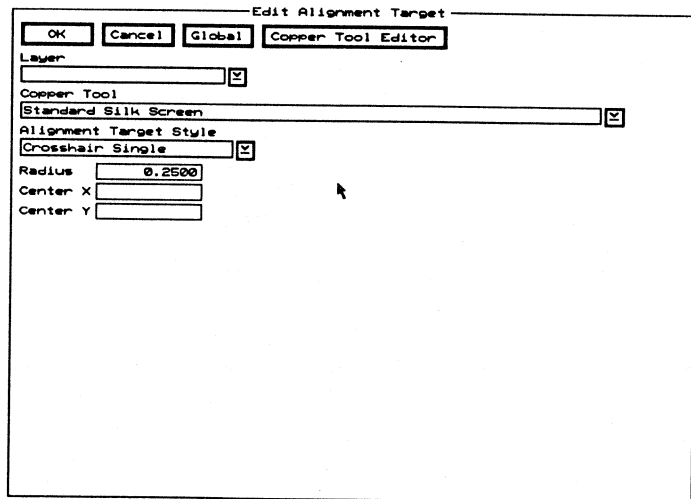 Edit Alignment Target
OK Cancel Global Copper Tool Editor
Layer
Copper Tool
Standard Silk Screen
Alignment Target Style
Crosshair Single
Radius 0.2500
Center X
Center Y